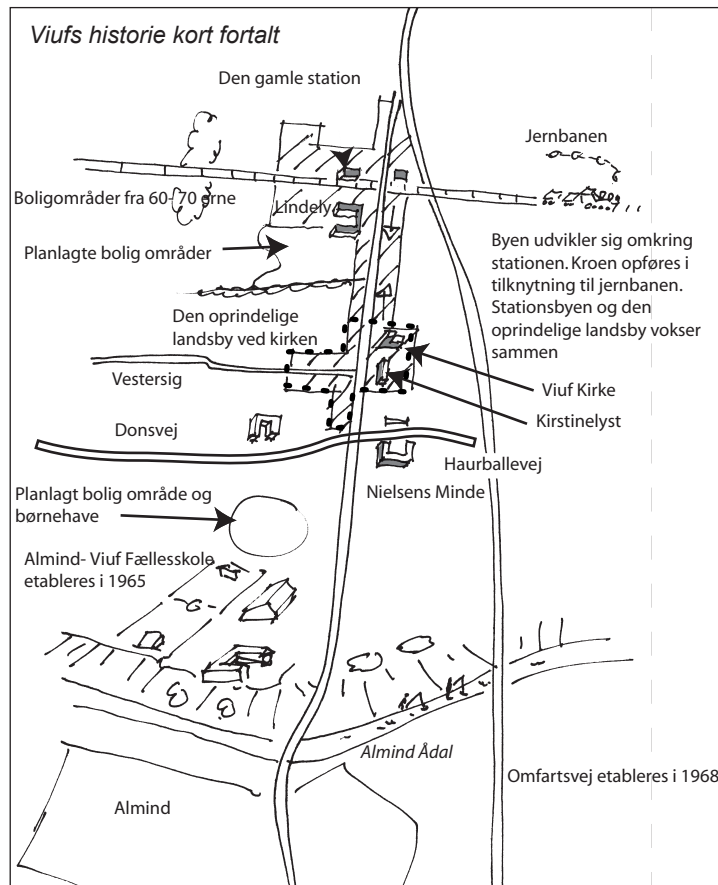 Viufs historie kort fortalt
Den gamle station
Jernbanen
Boligområder fra 60-70 erne
Lindely
Planlagte bolig områder
Byen udvikler sig omkring
stationen. Kroen opføres i
tilknytning til jernbanen.
Stationsbyen og den
oprindelige landsby vokser
sammen
Den oprindelige
landsby ved kirken
Vestersig
Viuf Kirke
Kirstinelyst
Donsvej
Haurballevej
Nielsens Minde
Planlagt bolig område og
børnehave
Almind- Viuf Fællesskole
etableres i 1965
Almind Ådal
Omfartsvej etableres i 1968
Almind